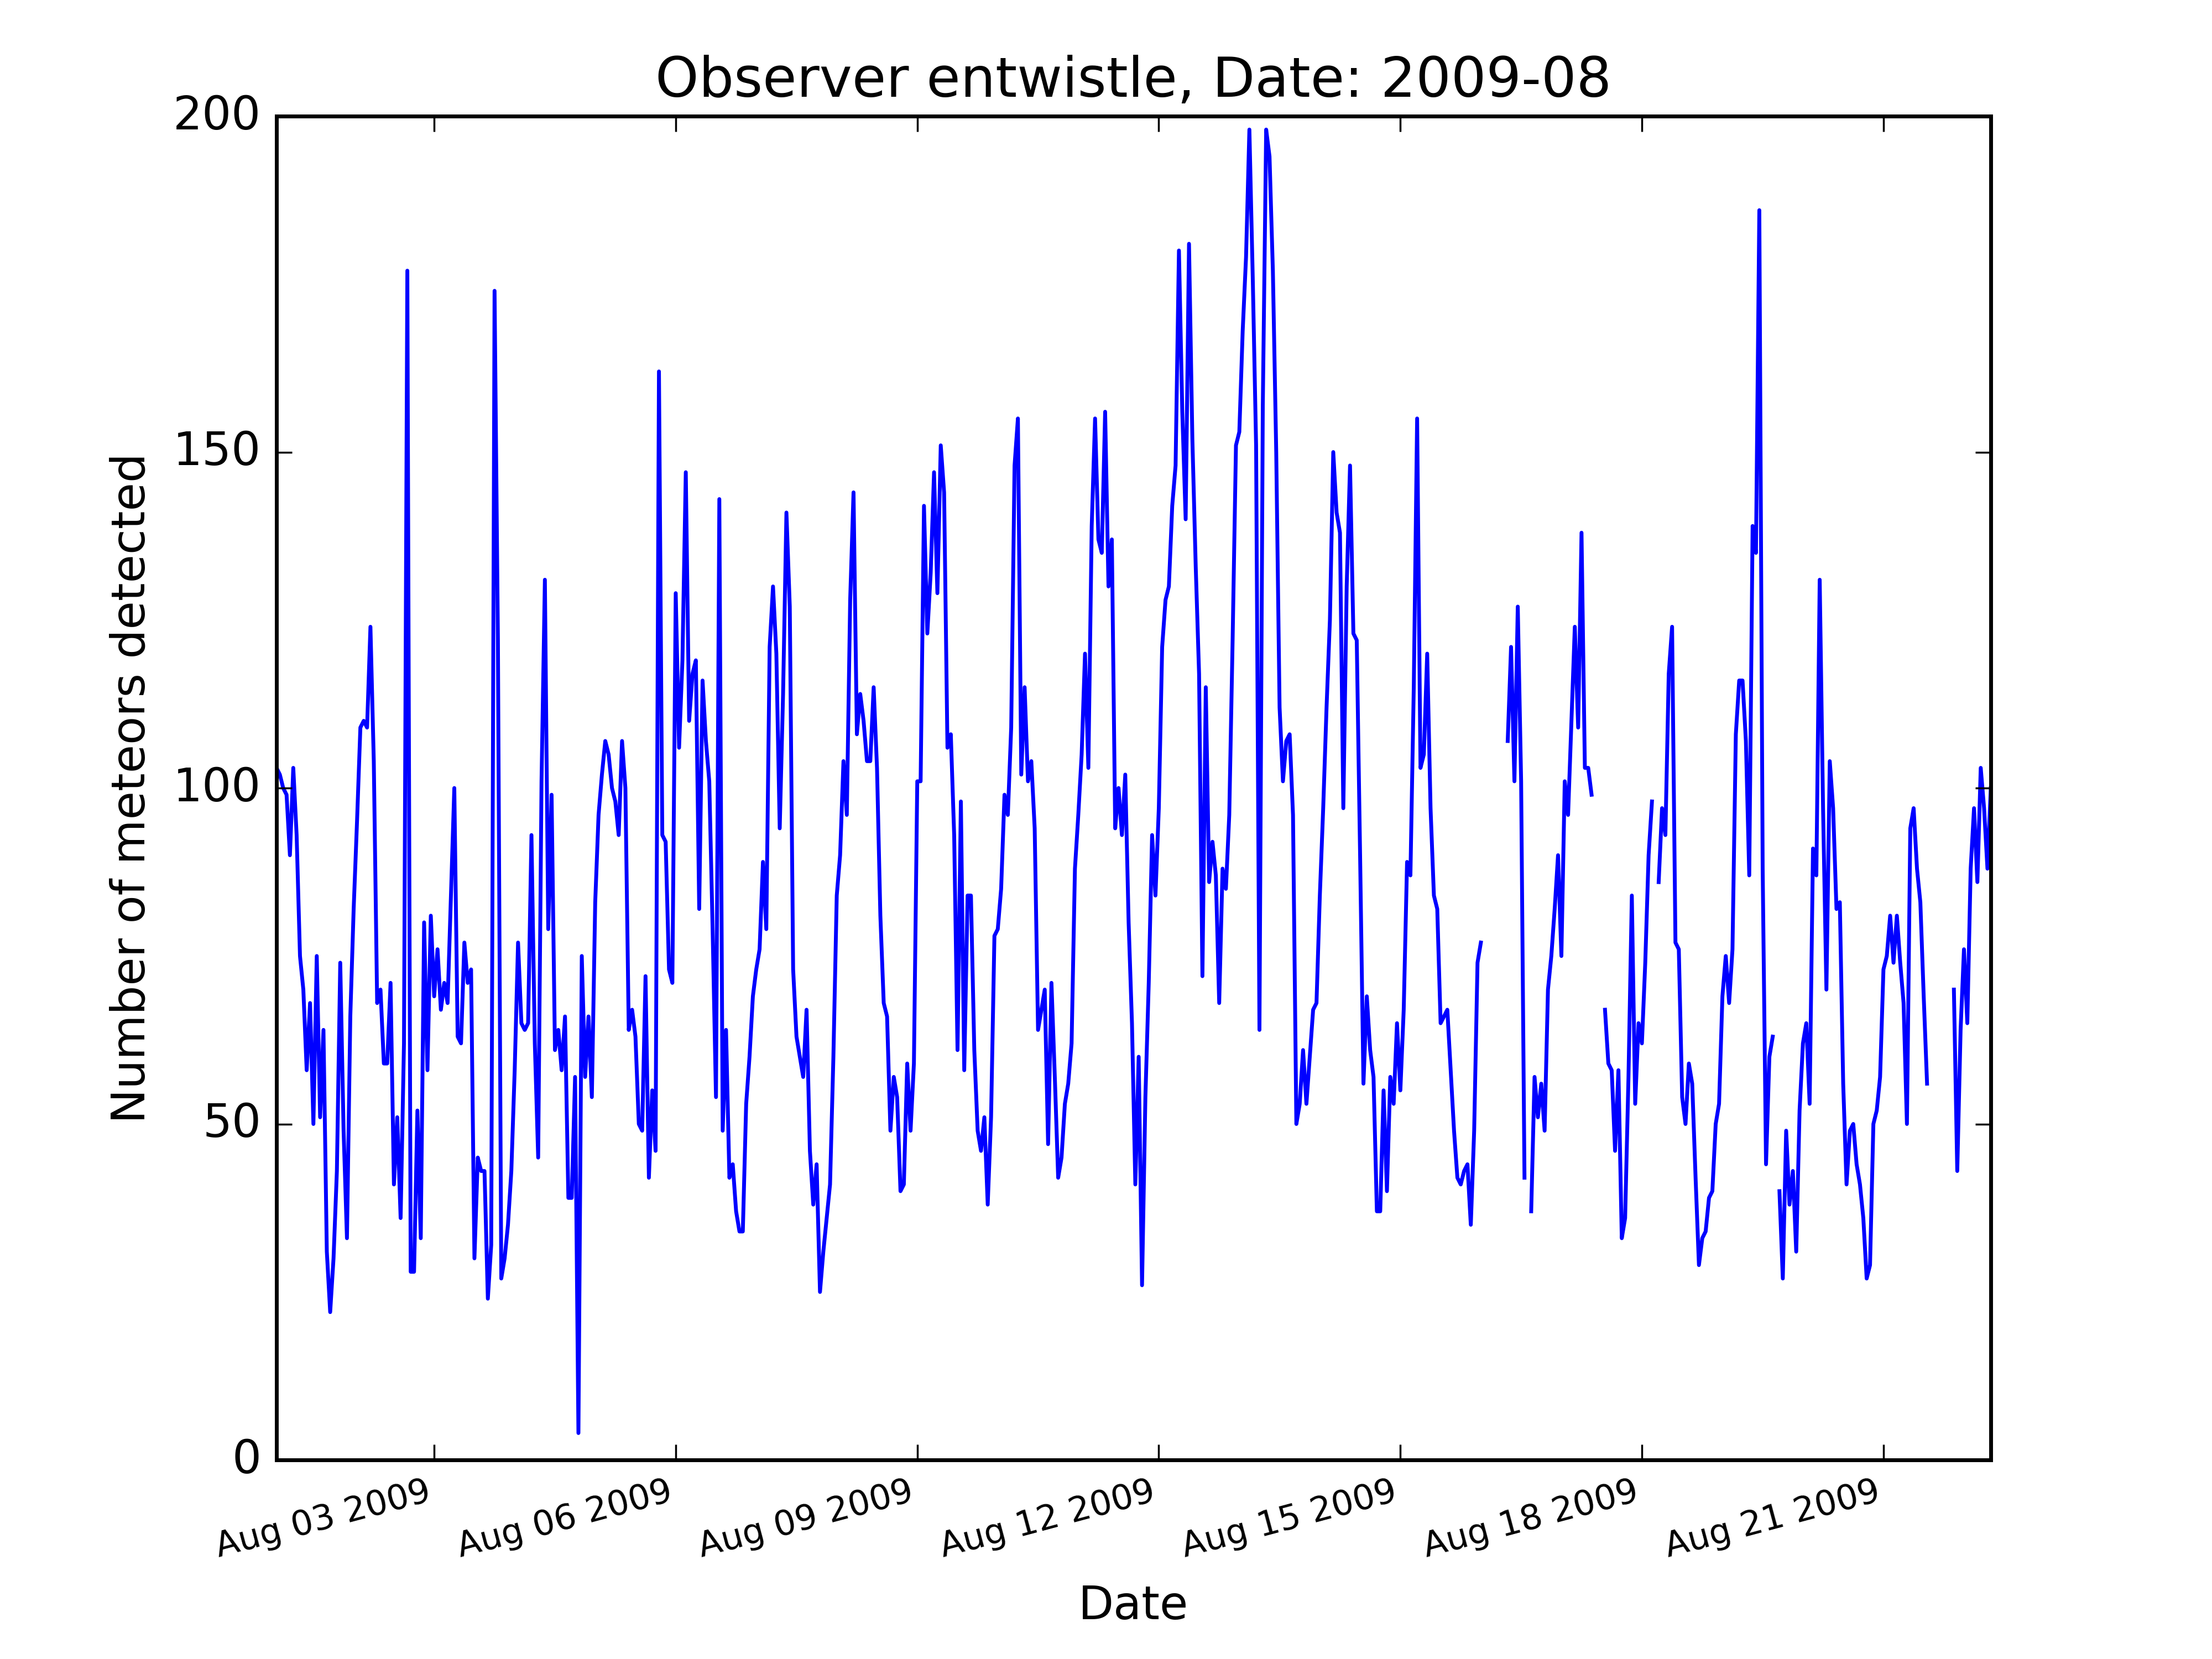 Observer entwistle, Date: 2009-08
200
150
100
50
0
Number of meteors detected
Aug 03 2009
Aug 06 2009
Aug 09 2009
Aug 12 2009
Aug 15 2009
Aug 18 2009
Aug 21 2009
Date